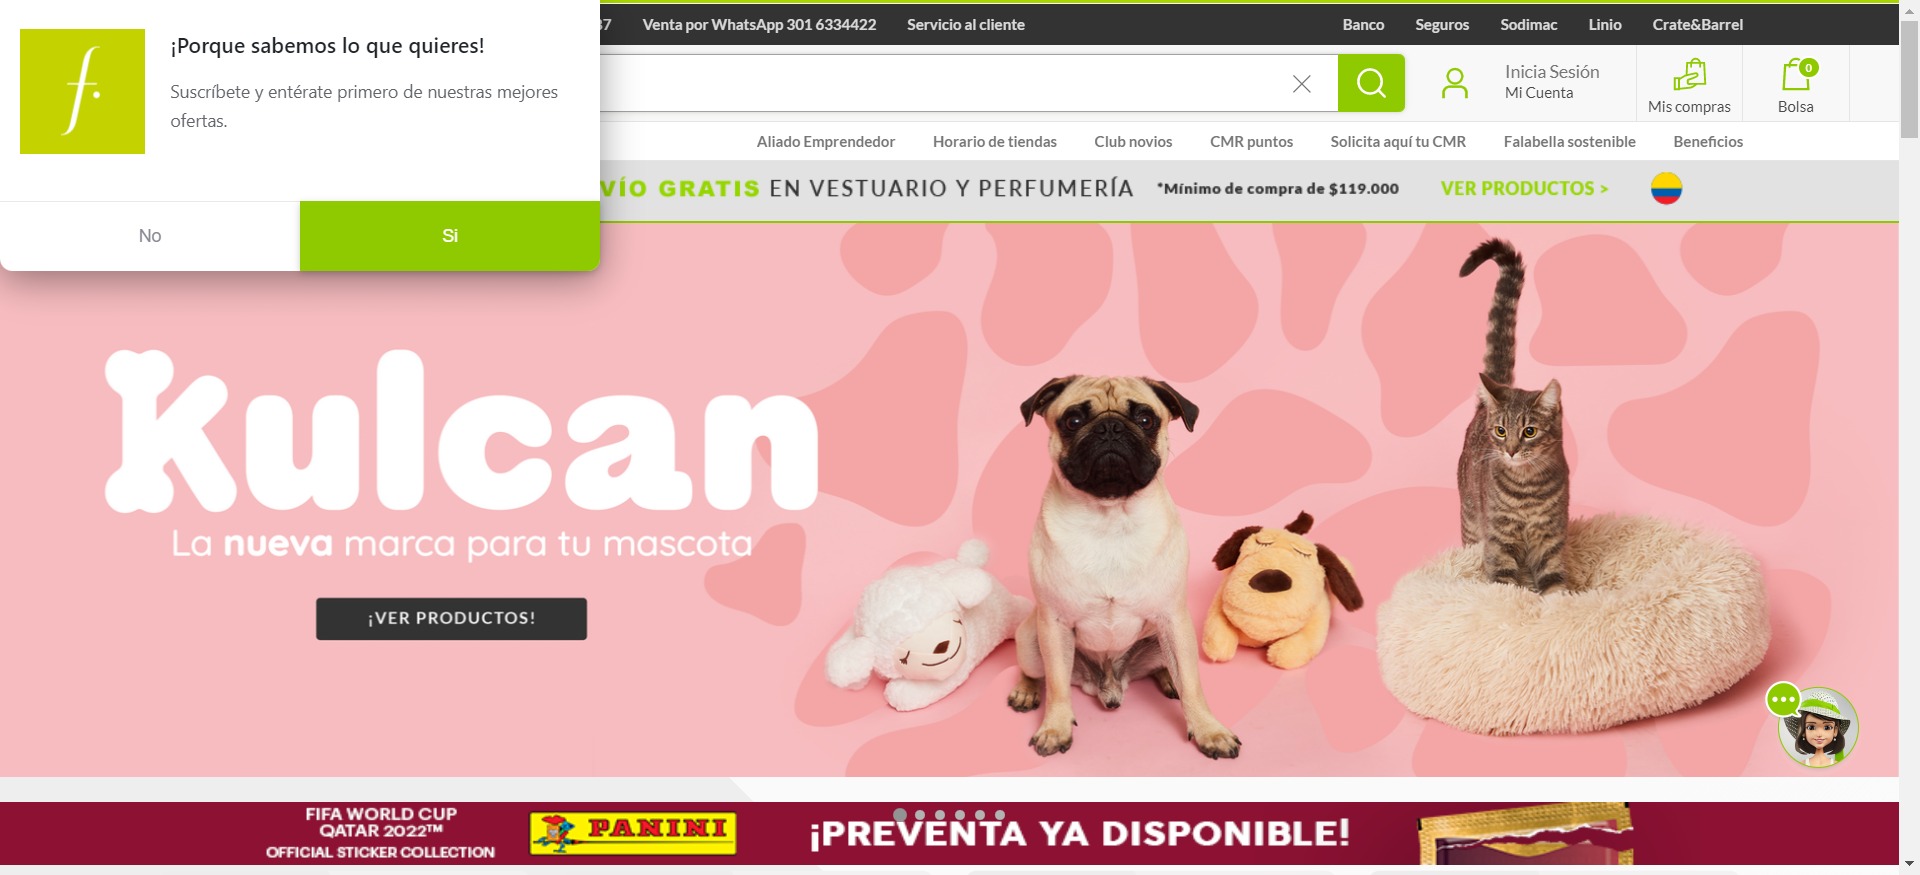 ¡Porque sabemos lo que quieres!
Suscríbete y entérate primero de nuestras mejores
ofertas.
No
Si
Venta por WhatsApp 301 6334422
Servicio al cliente
Banco
Seguros
Sodimac
Linio
Crate&Barrel
Inicia Sesión
Mi Cuenta
Mis compras
0
Bolsa
Aliado Emprendedor
Horario de tiendas
Club novios
CMR puntos
Solicita aquí tu CMR
Falabella sostenible
Beneficios
VÍO GRATIS EN VESTUARIO Y PERFUMERÍA
*Mínimo de compra de $119.000
VER PRODUCTOS >
Kulcan
La nueva marca para tu mascota
¡VER PRODUCTOS!
FIFA WORLD CUP
QATAR 2022™
OFFICIAL STICKER COLLECTION
PANINI
¡PREVENTA YA DISPONIBLE!